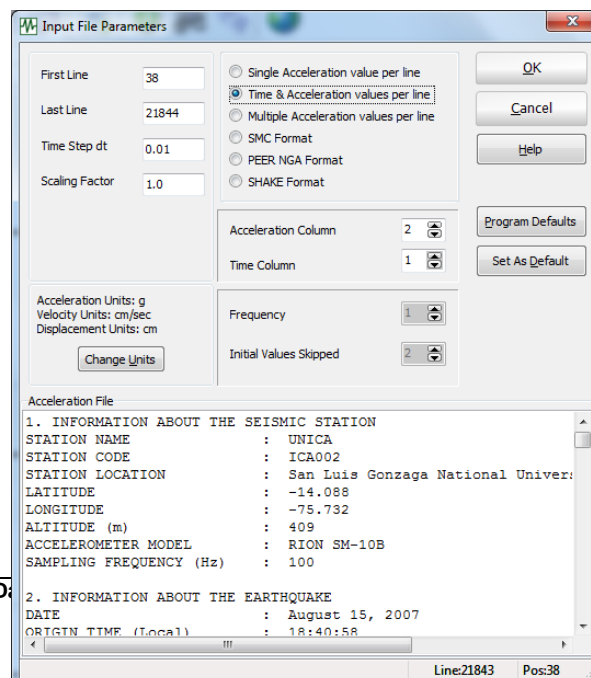 Input File Parameters
First Line 38
Last Line 21844
Time Step dt 0.01
Scaling Factor 1.0
Single Acceleration value per line
Time & Acceleration values per line
Multiple Acceleration values per line
SMC Format
PEER NGA Format
SHAKE Format
OK
Cancel
Help
Acceleration Column 2
Time Column 1
Program Defaults
Set As Default
Acceleration Units: g
Velocity Units: cm/sec
Displacement Units: cm
Change Units
Frequency 1
Initial Values Skipped 2
Acceleration File
1. INFORMATION ABOUT THE SEISMIC STATION
STATION NAME : UNICA
STATION CODE : ICA002
STATION LOCATION : San Luis Gonzaga National Univers
LATITUDE : -14.088
LONGITUDE : -75.732
ALTITUDE (m) : 409
ACCELEROMETER MODEL : RION SM-10B
SAMPLING FREQUENCY (Hz) : 100
2. INFORMATION ABOUT THE EARTHQUAKE
DATE : August 15, 2007
ORIGIN TIME (Local) : 18:40:58
Line:21843 Pos:38